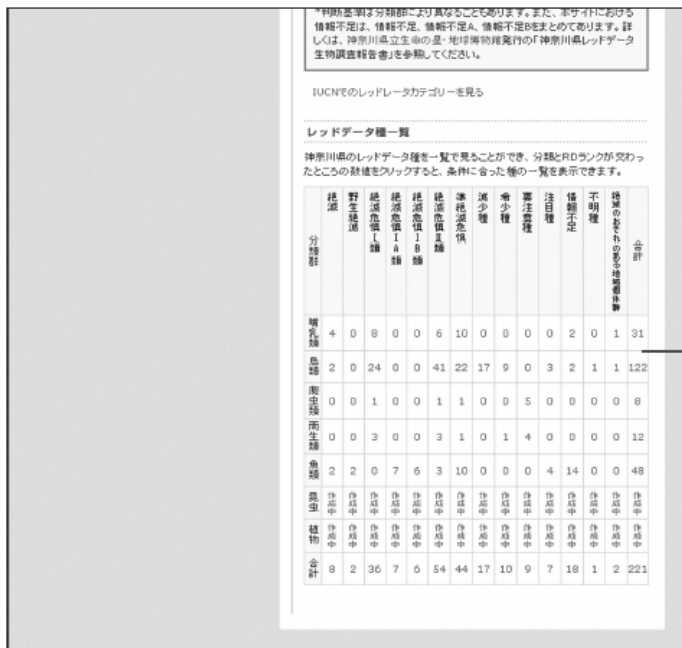 *判断基準は分類群により異なることもあります。また、本サイトにおける
情報不足は、情報不足、情報不足A、情報不足Bをまとめてあります。詳
しくは、神奈川県立生命の星・地球博物館発行の「神奈川県レッドデータ
生物調査報告書」を参照してください。
IUCNでのレッドレータカテゴリーを見る
レッドデータ種一覧
神奈川県のレッドデータ種を一覧で見ることができ、分類とRDランクが交わっ
たところの数値をクリックすると、条件に合った種の一覧を表示できます。
分類群 絶滅 野生絶滅 絶滅危惧I類 絶滅危惧IA類 絶滅危惧IB類 絶滅危惧II類 準絶滅危惧 減少種 希少種 要注意種 注目種 情報不足 不明種 絶滅のおそれのある地域個体群 合計
哺乳類 4 0 8 0 0 6 10 0 0 0 0 2 0 1 31
鳥類 2 0 24 0 0 41 22 17 9 0 3 2 1 1 122
爬虫類 0 0 1 0 0 1 1 0 0 5 0 0 0 0 8
両生類 0 0 3 0 0 3 1 0 1 4 0 0 0 0 12
魚類 2 2 0 7 6 3 10 0 0 0 4 14 0 0 48
昆虫 作成中 作成中 作成中 作成中 作成中 作成中 作成中 作成中 作成中 作成中 作成中 作成中 作成中 作成中 作成中
植物 作成中 作成中 作成中 作成中 作成中 作成中 作成中 作成中 作成中 作成中 作成中 作成中 作成中 作成中 作成中
合計 8 2 36 7 6 54 44 17 10 9 7 18 1 2 221